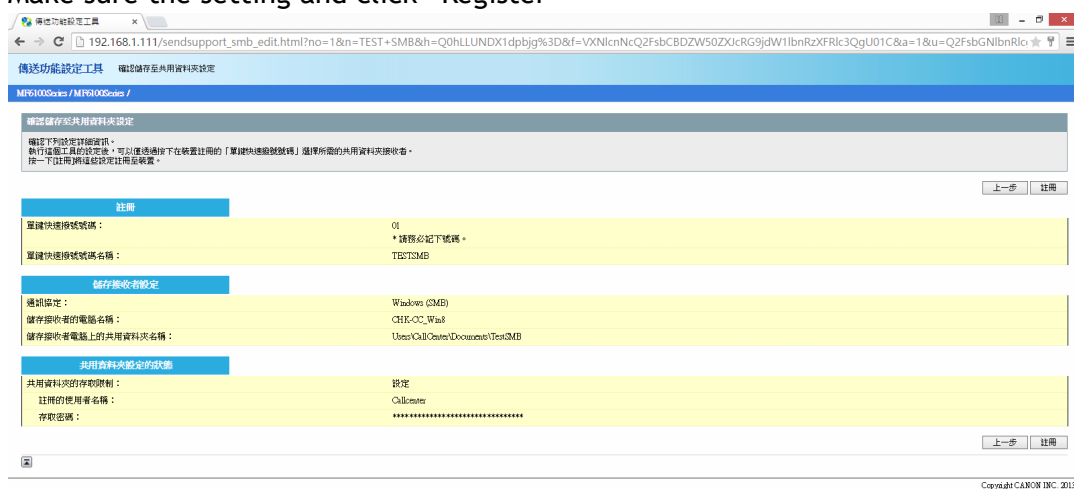 Make sure the setting and click "Register"
傳送功能設定工具
192.168.1.111/sendsupport_smb_edit.html?no=1&n=TEST+SMB&h=Q0hLLUNDX1dpbjg%3D&f=VXNlcnNcQ2FsbCBDZW50ZXJcRG9jdW1lbnRzXFRlc3QgU01C&a=1&u=Q2FsbGNlbnRlc
傳送功能設定工具 確認儲存至共用資料夾設定
MF6100Series / MF6100Series /
確認儲存至共用資料夾設定
確認下列設定詳細資訊。
執行這個工具的設定後，可以僅透過按下在裝置註冊的「單鍵快速撥號號碼」選擇所需的共用資料夾接收者。
按一下[註冊]將這些設定註冊至裝置。
上一步 註冊
註冊
單鍵快速撥號號碼： 01
* 請務必記下號碼。
單鍵快速撥號號碼名稱： TESTSMB
儲存接收者設定
通訊協定： Windows (SMB)
儲存接收者的電腦名稱： CHK-CC_Win8
儲存接收者電腦上的共用資料夾名稱： Users\CallCenter\Documents\TestSMB
共用資料夾設定的狀態
共用資料夾的存取限制： 設定
註冊的使用者名稱： Callcenter
存取密碼： ********************************
上一步 註冊
Copyright CANON INC. 2013